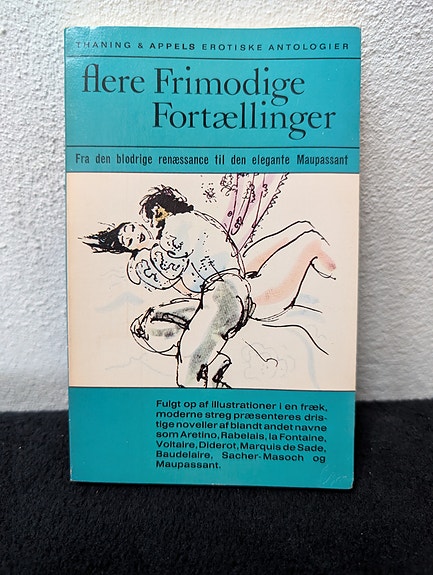 THANING & APPELS EROTISKE ANTOLOGIER
flere Frimodige
Fortællinger
Fra den blodrige renæssance til den elegante Maupassant
Fulgt op af illustrationer i en fræk,
moderne streg præsenteres dris-
tige noveller af blandt andet navne
som Aretino, Rabelais, la Fontaine,
Voltaire, Diderot, Marquis de Sade,
Baudelaire, Sacher-Masoch og
Maupassant.